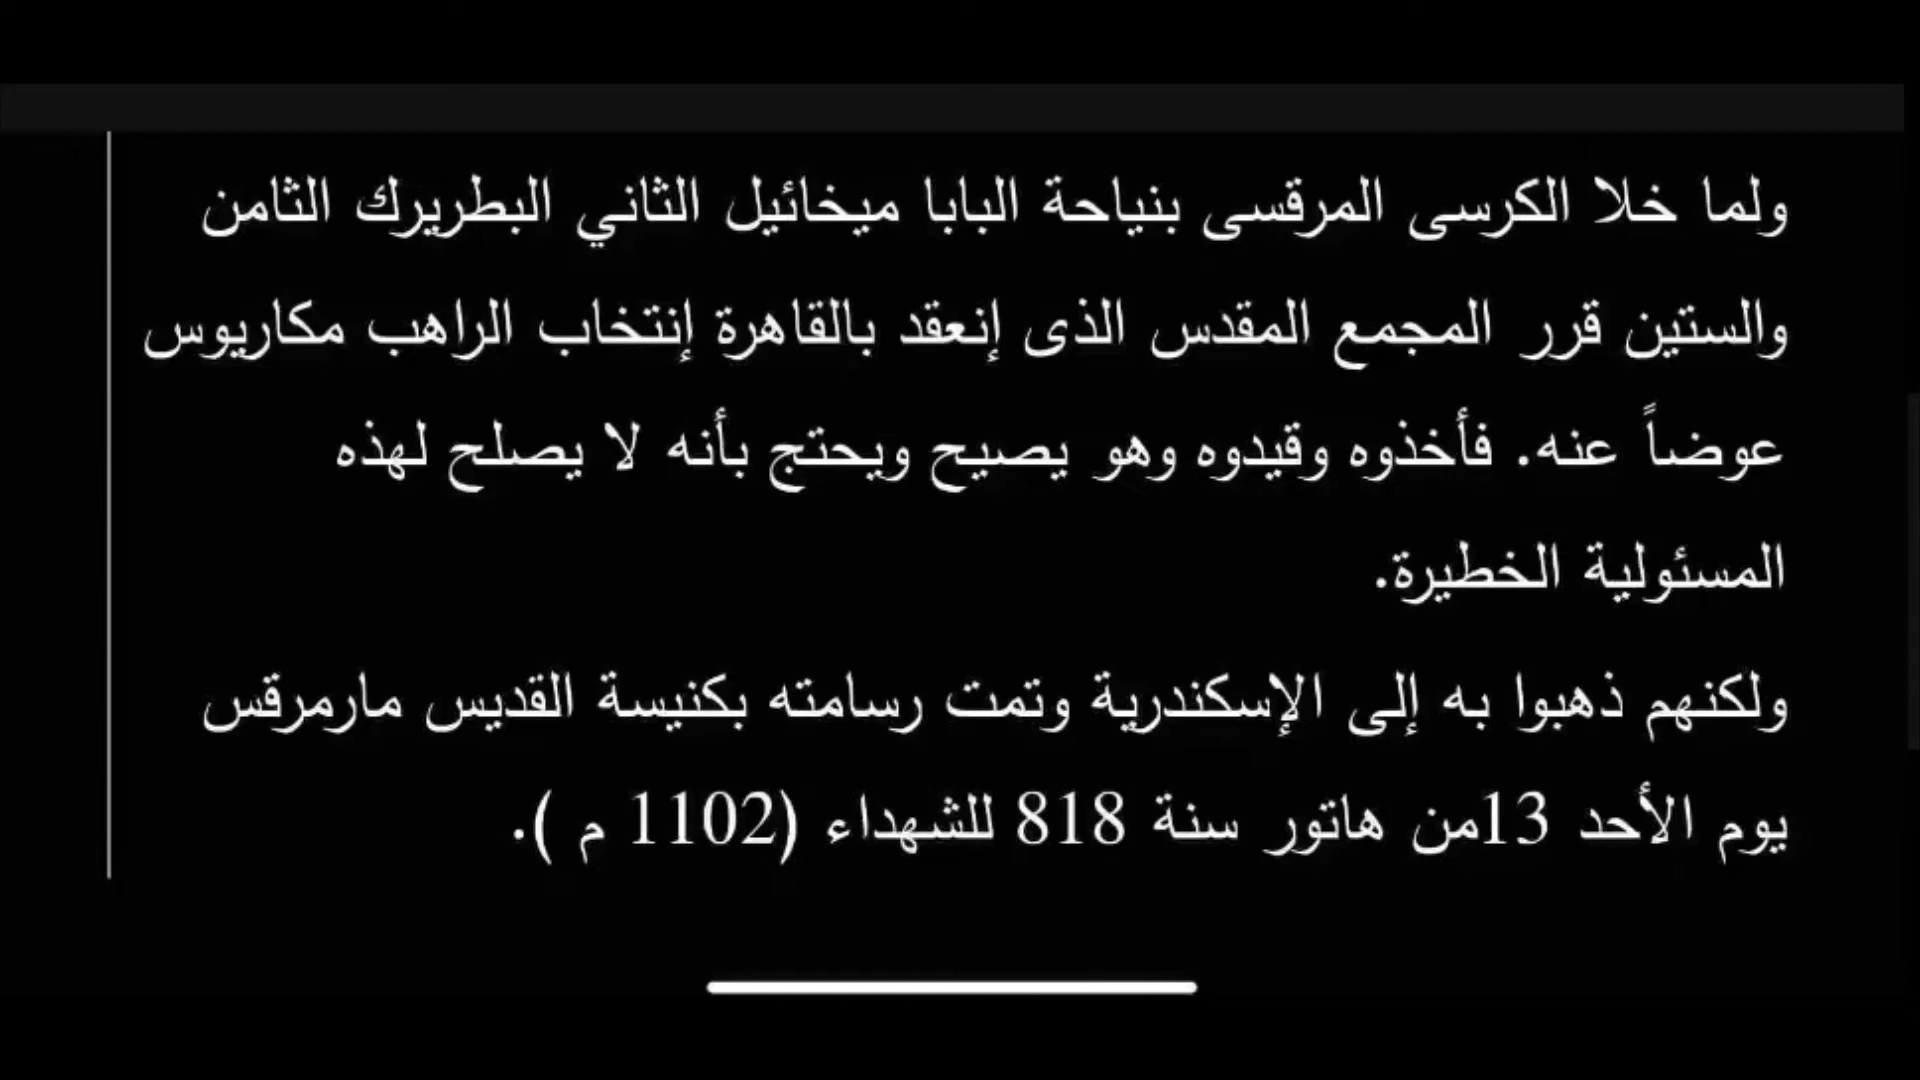 ولما خلا الكرسى المرقسى بنياحة البابا ميخائيل الثاني البطريرك الثامن
والستين قرر المجمع المقدس الذى إنعقد بالقاهرة إنتخاب الراهب مكاريوس
عوضاً عنه. فأخذوه وقيدوه وهو يصيح ويحتج بأنه لا يصلح لهذه
المسئولية الخطيرة.
ولكنهم ذهبوا به إلى الإسكندرية وتمت رسامته بكنيسة القديس مارمرقس
يوم الأحد 13من هاتور سنة 818 للشهداء (1102 م ).